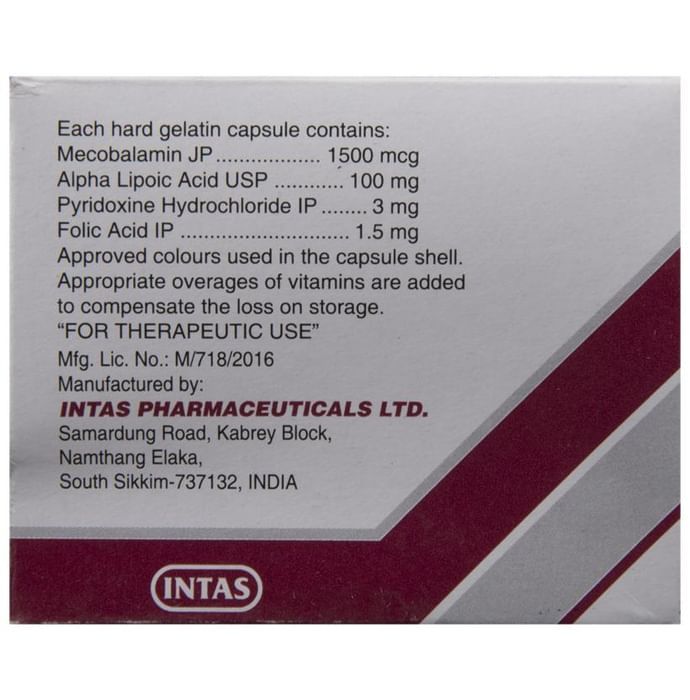 Each hard gelatin capsule contains:
Mecobalamin JP.................. 1500 mcg
Alpha Lipoic Acid USP ............ 100 mg
Pyridoxine Hydrochloride IP........ 3 mg
Folic Acid IP ............................. 1.5 mg
Approved colours used in the capsule shell.
Appropriate overages of vitamins are added
to compensate the loss on storage.
“FOR THERAPEUTIC USE”
Mfg. Lic. No.: M/718/2016
Manufactured by:
INTAS PHARMACEUTICALS LTD.
Samardung Road, Kabrey Block,
Namthang Elaka,
South Sikkim-737132, INDIA
INTAS